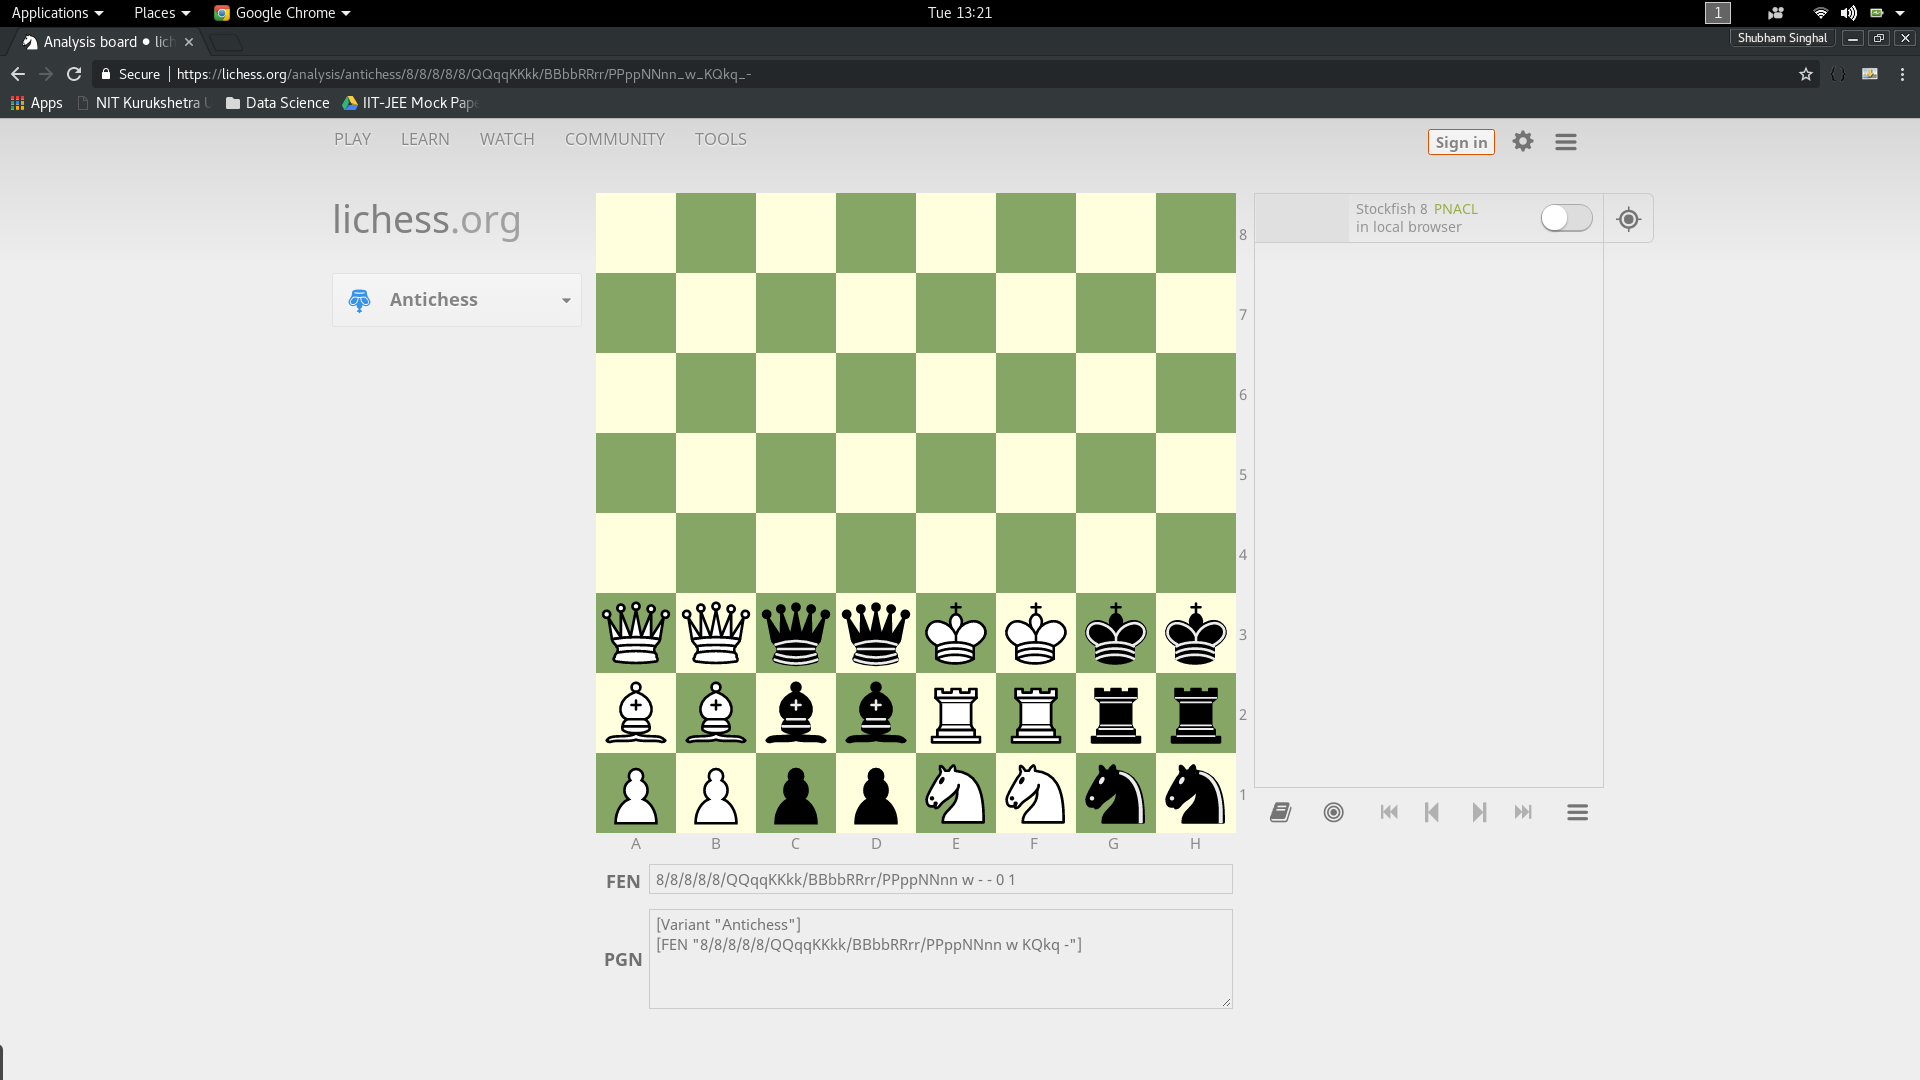 Applications Places Google Chrome Tue 13:21 1
Analysis board • lich Shubham Singhal
Secure https://lichess.org/analysis/antichess/8/8/8/8/8/QQqqKKkk/BBbbRRrr/PPppNNnn_w_KQkq_-
Apps NIT Kurukshetra U Data Science IIT-JEE Mock Pape
PLAY LEARN WATCH COMMUNITY TOOLS Sign in
lichess.org
Antichess
Stockfish 8 PNACL
in local browser
8
7
6
5
4
3
2
1
A B C D E F G H
FEN 8/8/8/8/8/QQqqKKkk/BBbbRRrr/PPppNNnn w - - 0 1
PGN
[Variant "Antichess"]
[FEN "8/8/8/8/8/QQqqKKkk/BBbbRRrr/PPppNNnn w KQkq -"]